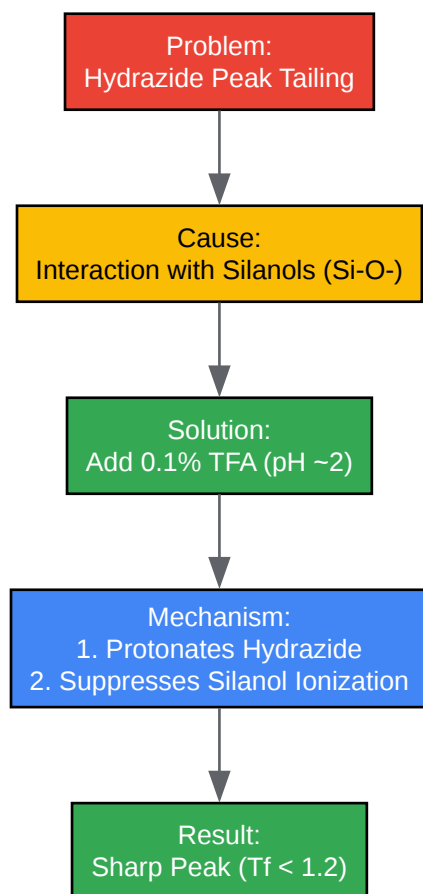 Problem:
Hydrazide Peak Tailing
Cause:
Interaction with Silanols (Si-O-)
Solution:
Add 0.1% TFA (pH ~2)
Mechanism:
1. Protonates Hydrazide
2. Suppresses Silanol Ionization
Result:
Sharp Peak (Tf < 1.2)